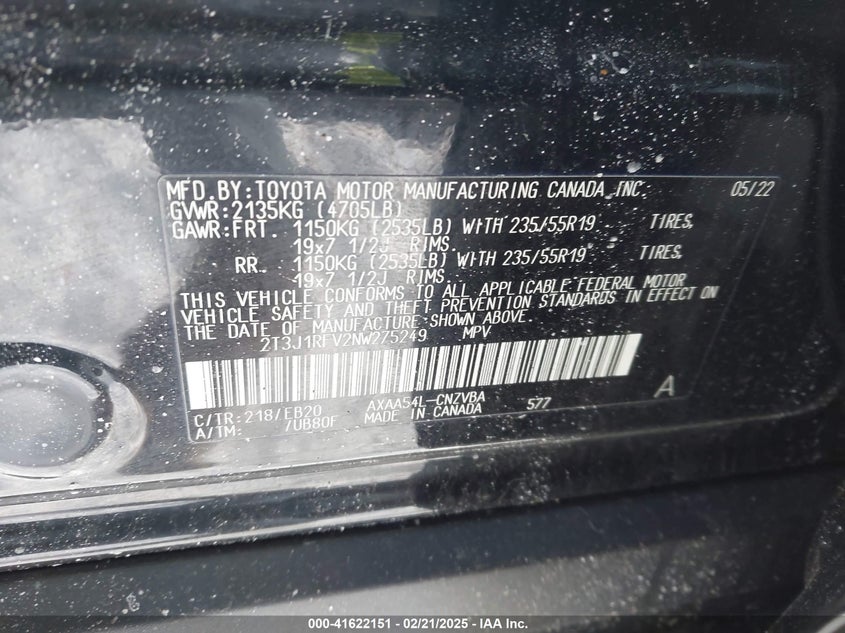 MFD.BY:TOYOTA MOTOR MANUFACTURING CANADA,INC. 05/22
GVWR:2135KG (4705LB)
GAWR:FRT. 1150KG (2535LB) WITH 235/55R19 TIRES,
19x7 1/2J RIMS.
RR. 1150KG (2535LB) WITH 235/55R19 TIRES,
19x7 1/2J RIMS.
THIS VEHICLE CONFORMS TO ALL APPLICABLE FEDERAL MOTOR
VEHICLE SAFETY AND THEFT PREVENTION STANDARDS IN EFFECT ON
THE DATE OF MANUFACTURE SHOWN ABOVE.
2T3J1RFV2NW275249 MPV
C/TR:218/EB20 AXAA54L-CNZVBA 577 A
A/TM: /UB80F MADE IN CANADA
000-41622151 - 02/21/2025 - IAA Inc.